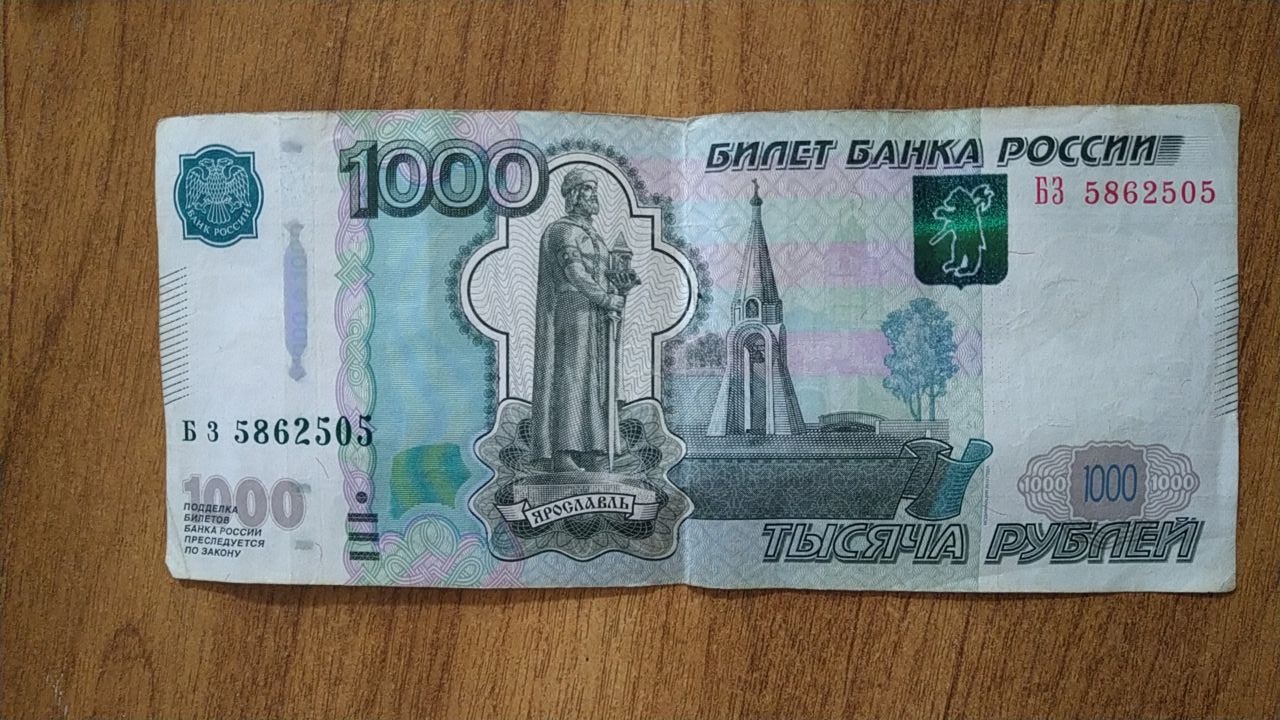 БАНК РОССИИ
1000
БИЛЕТ БАНКА РОССИИ
БЗ 5862505
БЗ 5862505
1000
ПОДДЕЛКА
БИЛЕТОВ
БАНКА РОССИИ
ПРЕСЛЕДУЕТСЯ
ПО ЗАКОНУ
ЯРОСЛАВЛЬ
1000 1000 1000
ТЫСЯЧА РУБЛЕЙ